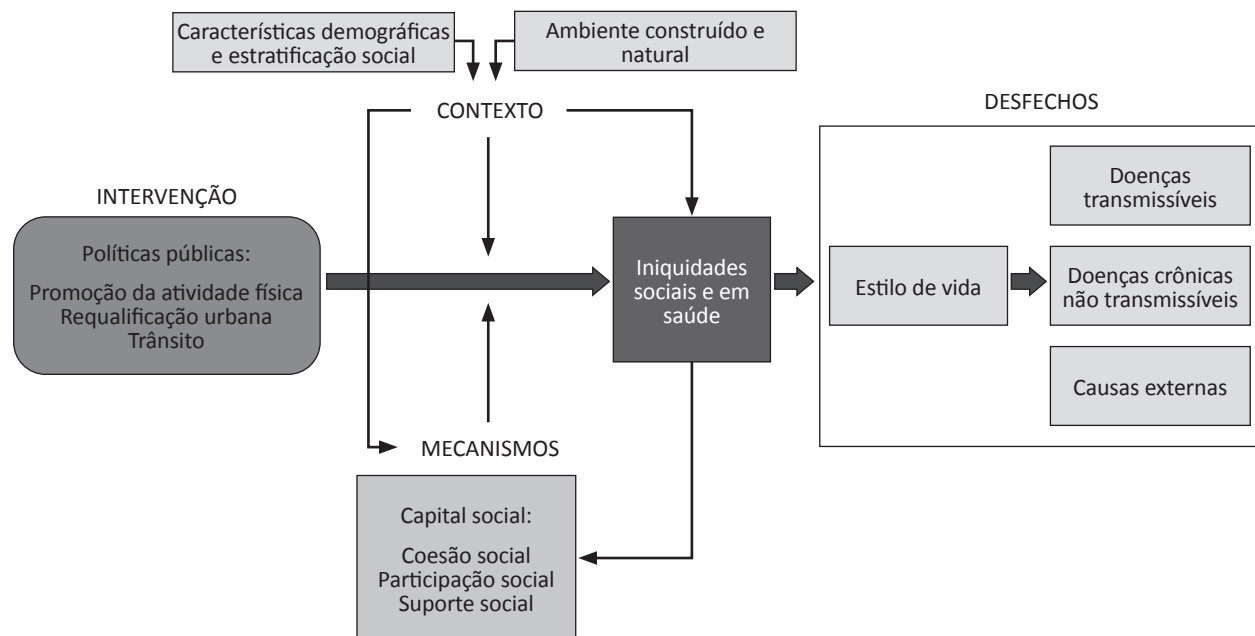 Características demográficas
e estratificação social
Ambiente construído e
natural
CONTEXTO
DESFECHOS
INTERVENÇÃO
Políticas públicas:
Promoção da atividade física
Requalificação urbana
Trânsito
Iniquidades
sociais e em
saúde
Estilo de vida
Doenças
transmissíveis
Doenças crônicas
não transmissíveis
Causas externas
MECANISMOS
Capital social:
Coesão social
Participação social
Suporte social